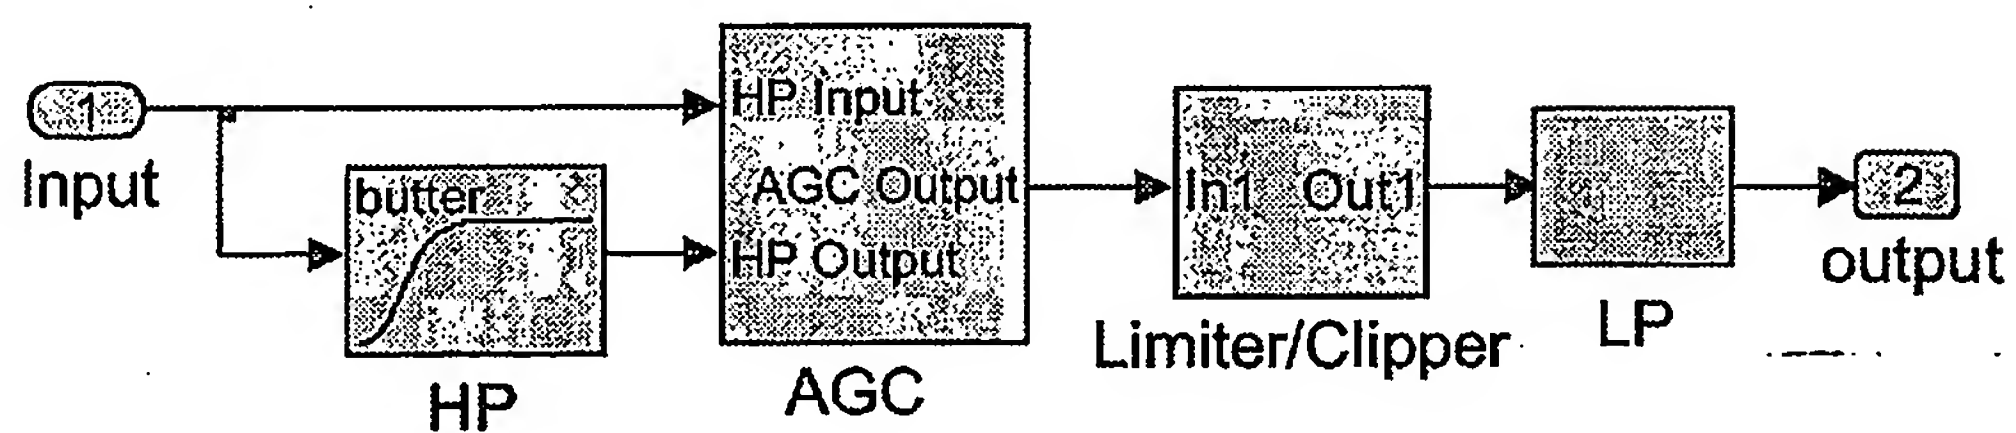 1
Input
butter
HP
HP Input
AGC Output
HP Output
AGC
In1 Out1
Limiter/Clipper
LP
2
output